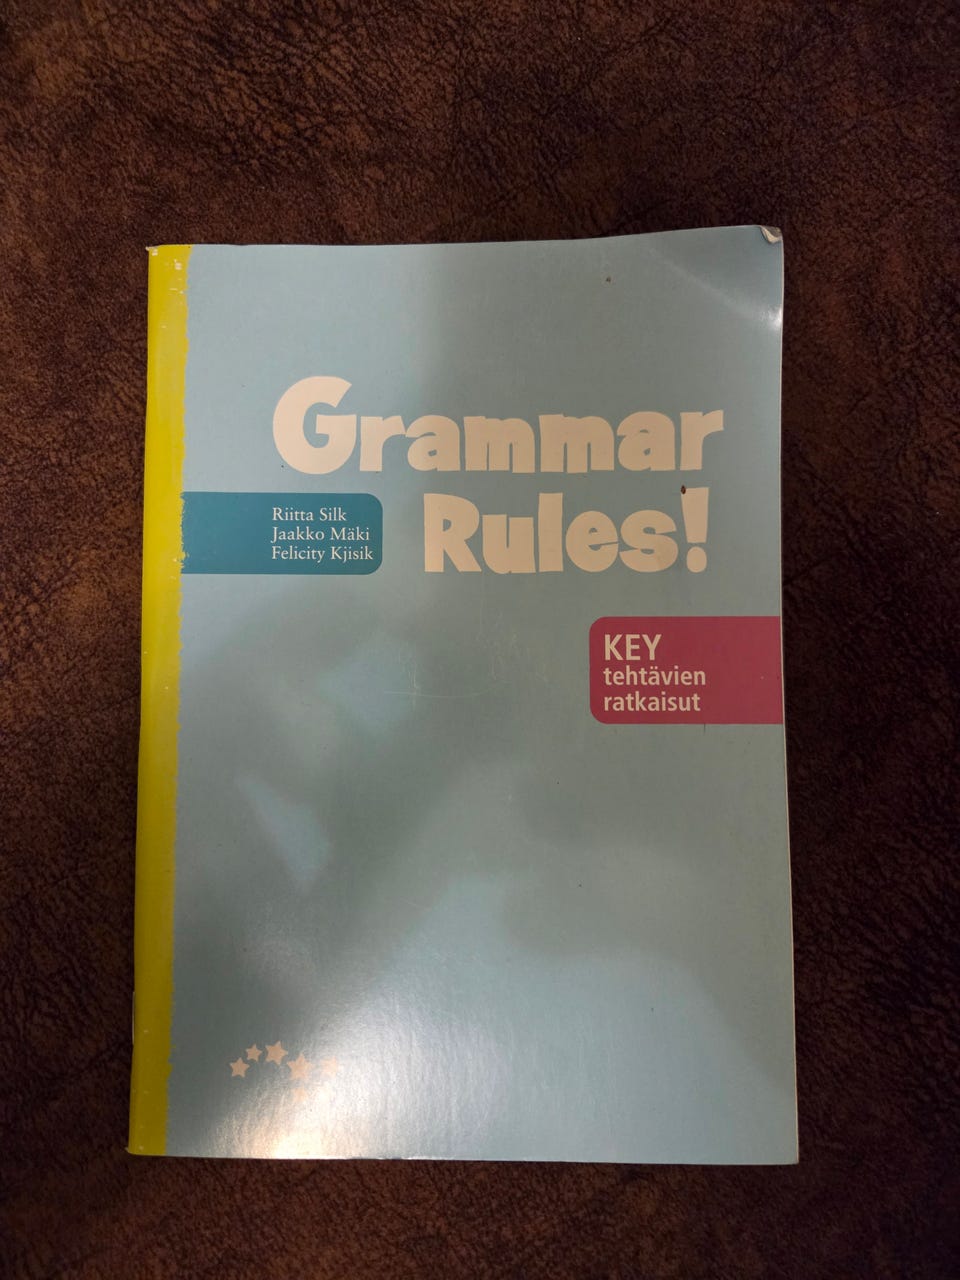 Grammar
Rules!
Riitta Silk
Jaakko Mäki
Felicity Kjisik
KEY
tehtävien
ratkaisut